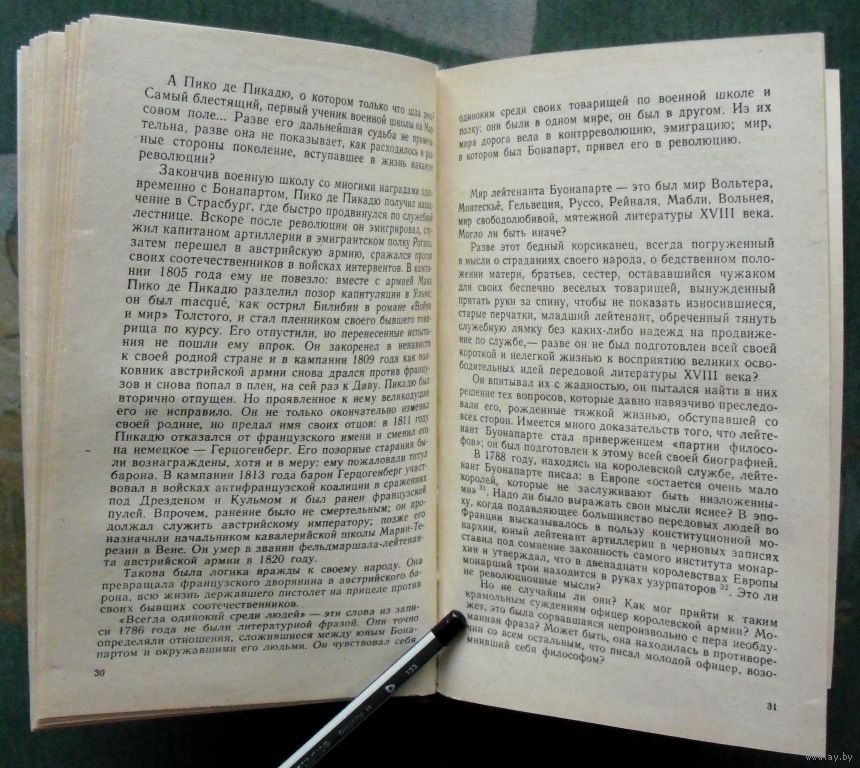 А Пико де Пикадю, о котором только что шла речь?
Самый блестящий, первый ученик военной школы на Мар-
совом поле... Разве его дальнейшая судьба не примеча-
тельна, разве она не показывает, как расходилось в раз-
ные стороны поколение, вступавшее в жизнь накануне
революции?
Закончив военную школу со многими наградами одно-
временно с Бонапартом, Пико де Пикадю получил назна-
чение в Страсбург, где быстро продвинулся по служебной
лестнице. Вскоре после революции он эмигрировал, слу-
жил капитаном артиллерии в эмигрантском полку Рогана,
затем перешел в австрийскую армию, сражался против
своих соотечественников в войсках интервентов. В кампа-
нии 1805 года ему не повезло: вместе с армией Мака
Пико де Пикадю разделил позор капитуляции в Ульме;
он был macqué, как острил Билибин в романе «Война
и мир» Толстого, и стал пленником своего бывшего това-
рища по курсу. Его отпустили, но перенесенные испыта-
ния не пошли ему впрок. Он закоренел в ненависти
к своей родной стране и в кампании 1809 года как пол-
ковник австрийской армии снова дрался против францу-
зов и снова попал в плен, на сей раз к Даву. Пикадю был
вторично отпущен. Но проявленное к нему великодушие
его не исправило. Он не только окончательно изменил
своей родине, но предал имя своих отцов: в 1811 году
Пикадю отказался от французского имени и сменил его
на немецкое — Герцогенберг. Его позорные старания бы-
ли вознаграждены, хотя и в меру: ему пожаловали титул
барона. В кампании 1813 года барон Герцогенберг участ-
вовал в войсках антифранцузской коалиции в сражениях
под Дрезденом и Кульмом и был ранен французской
пулей. Впрочем, ранение было не смертельным; он про-
должал служить австрийскому императору; позже его
назначили начальником кавалерийской школы Марии-Те-
резии в Вене. Он умер в звании фельдмаршала-лейтенан-
та австрийской армии в 1820 году.
Такова была логика вражды к своему народу. Она
превращала французского дворянина в австрийского ба-
рона, всю жизнь державшего пистолет на прицеле против
своих бывших соотечественников.
«Всегда одинокий среди людей» — эти слова из запи-
си 1786 года не были литературной фразой. Они точно
определяли отношения, сложившиеся между юным Бона-
партом и окружавшими его людьми. Он чувствовал себя
30
одиноким среди своих товарищей по военной школе и
полку: они были в одном мире, он был в другом. Из их
мира дорога вела в контрреволюцию, эмиграцию; мир,
в котором был Бонапарт, привел его в революцию.
Мир лейтенанта Буонапарте — это был мир Вольтера,
Монтескьё, Гельвеция, Руссо, Рейналя, Мабли, Вольнея,
мир свободолюбивой, мятежной литературы XVIII века.
Могло ли быть иначе?
Разве этот бедный корсиканец, всегда погруженный
в мысли о страданиях своего народа, о бедственном поло-
жении матери, братьев, сестер, остававшийся чужаком
для своих беспечно веселых товарищей, вынужденный
прятать руки за спину, чтобы не показать износившиеся,
старые перчатки, младший лейтенант, обреченный тянуть
служебную лямку без каких-либо надежд на продвиже-
ние по службе,— разве он не был подготовлен всей своей
короткой и нелегкой жизнью к восприятию великих осво-
бодительных идей передовой литературы XVIII века?
Он впитывал их с жадностью, он пытался найти в них
решение тех вопросов, которые давно навязчиво преследо-
вали его, рожденные тяжкой жизнью, обступавшей со
всех сторон. Имеется много доказательств того, что лейте-
нант Буонапарте стал приверженцем «партии филосо-
фов»; он был подготовлен к этому всей своей биографией.
В 1788 году, находясь на королевской службе, лейте-
нант Буонапарте писал: в Европе «остается очень мало
королей, которые не заслуживают быть низложенны-
ми» 31. Надо ли было выражать свои мысли яснее? В эпо-
ху, когда подавляющее большинство передовых людей во
Франции высказывалось в пользу конституционной мо-
нархии, юный лейтенант артиллерии в черновых записях
ставил под сомнение законность самого института монар-
хии и утверждал, что в двенадцати королевствах Европы
монарший трон находится в руках узурпаторов 32. Это ли
не революционные мысли?
Но не случайны ли они? Как мог прийти к таким
крамольным суждениям офицер королевской армии? Мо-
жет, это была сорвавшаяся непроизвольно с пера необду-
манная фраза? Может быть, она находилась в противоре-
чии со всем остальным, что писал молодой офицер, возо-
мнивший себя философом?
31
133
www.ay.by